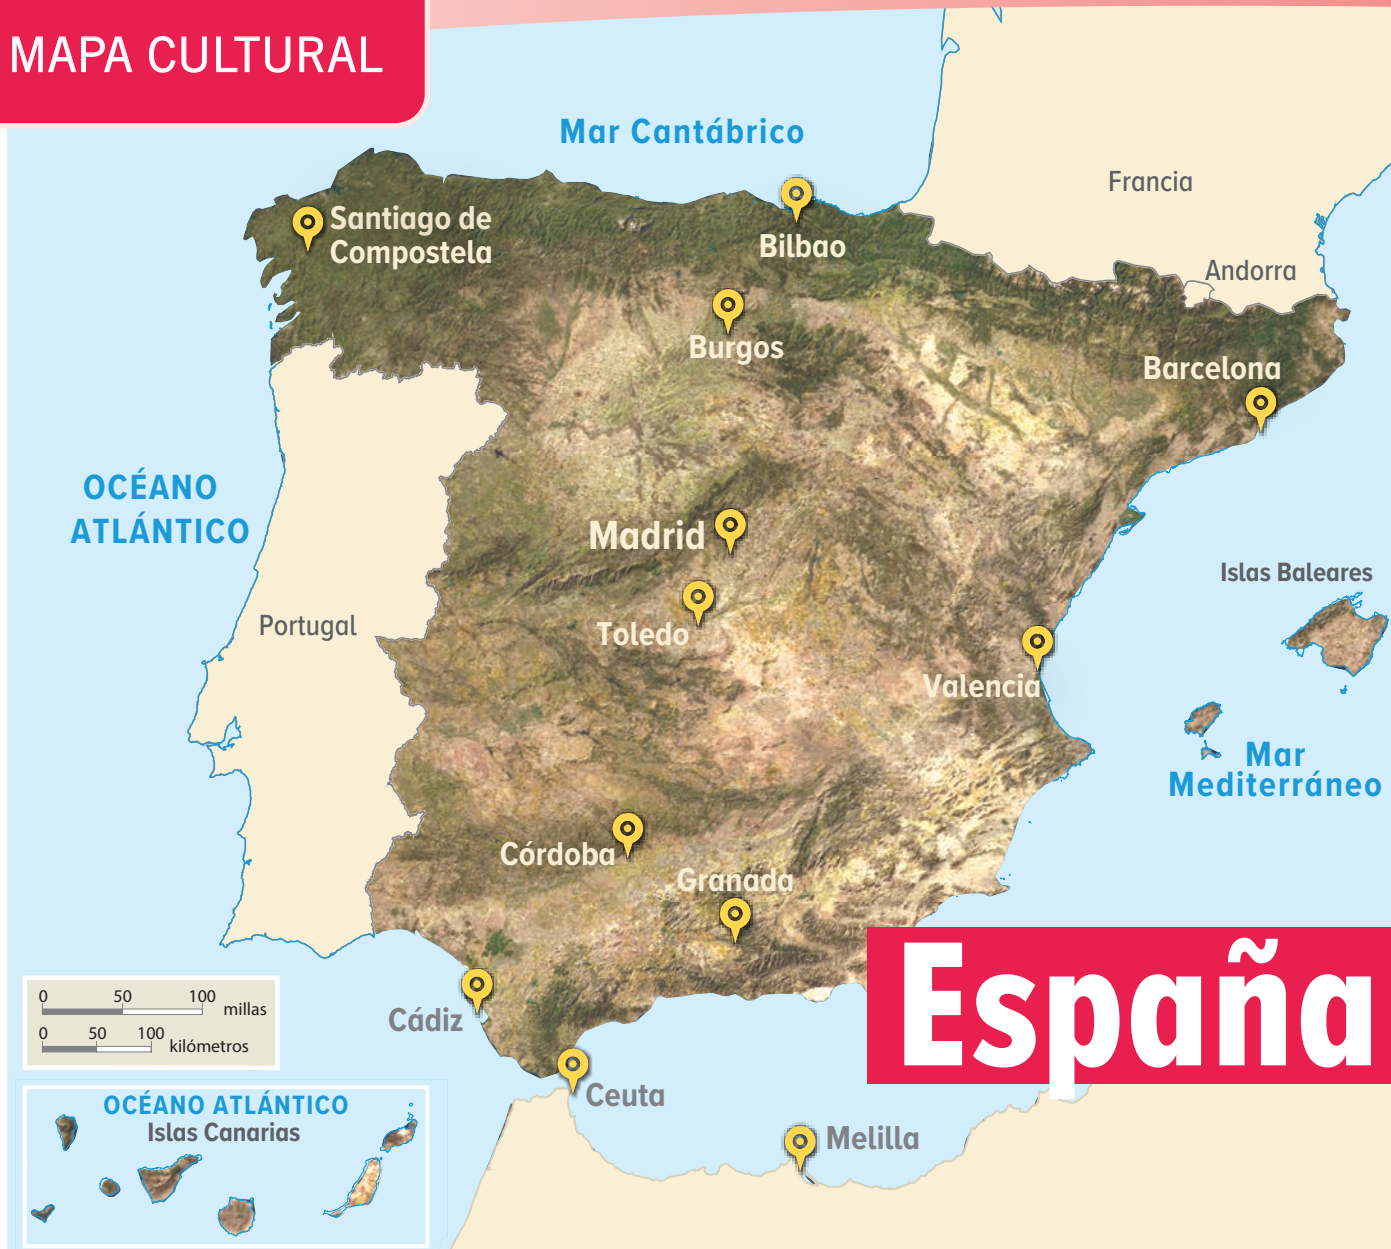 MAPA CULTURAL
Mar Cantábrico
Francia
Andorra
Santiago de
Compostela
Bilbao
Burgos
Barcelona
OCÉANO
ATLÁNTICO
Madrid
Islas Baleares
Portugal
Toledo
Valencia
Mar
Mediterráneo
Córdoba
Granada
España
0 50 100 millas
0 50 100 kilómetros
Cádiz
Ceuta
Melilla
OCÉANO ATLÁNTICO
Islas Canarias